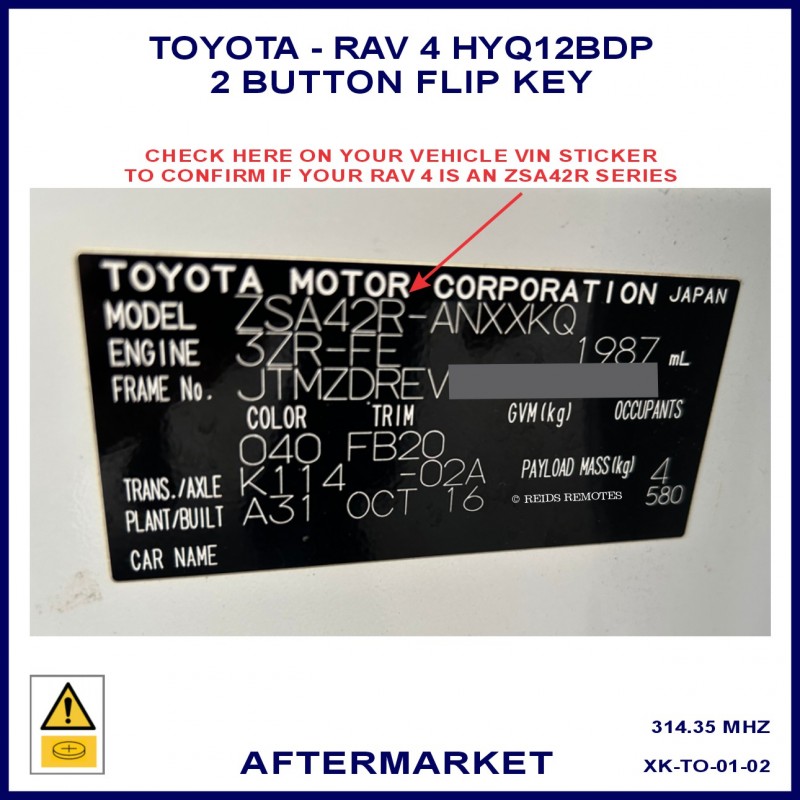 TOYOTA - RAV 4 HYQ12BDP
2 BUTTON FLIP KEY
CHECK HERE ON YOUR VEHICLE VIN STICKER
TO CONFIRM IF YOUR RAV 4 IS AN ZSA42R SERIES
TOYOTA MOTOR CORPORATION JAPAN
MODEL ZSA42R-ANXXKQ
ENGINE 3ZR-FE 1987 mL
FRAME No. JTMZDREV
COLOR TRIM GVM(kg) OCCUPANTS
040 FB20
TRANS./AXLE K114 -02A PAYLOAD MASS(kg) 4
PLANT/BUILT A31 OCT 16 © REIDS REMOTES 580
CAR NAME
314.35 MHZ
AFTERMARKET XK-TO-01-02